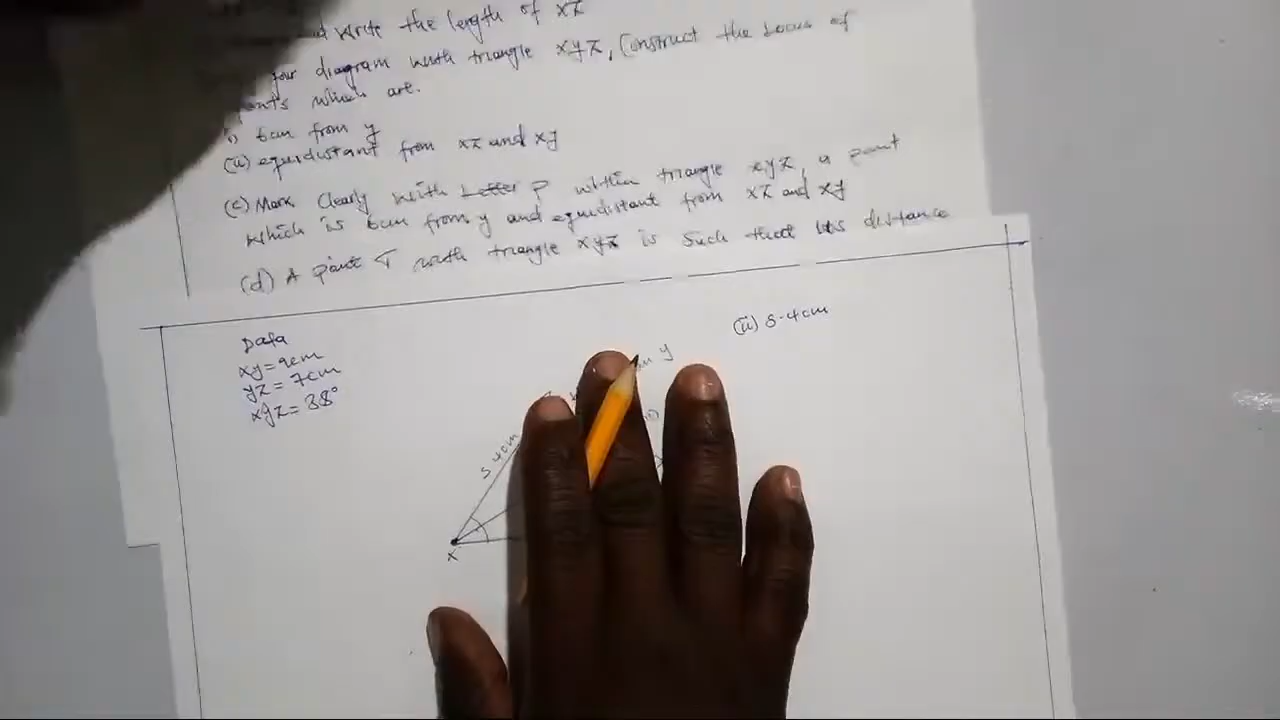 write the length of XZ
your diagram with triangle XYZ, Construct the Locus of
points which are.
6cm from y
(ii) equidistant from XZ and XY
(c) Mark Clearly with Letter P within triangle XYZ, a point
which is 6cm from y and equidistant from XZ and XY
(d) A point T with triangle XYZ is Such that its distance
Data
XY = 9cm
YZ = 7cm
XŷZ = 38°
(ii) 5.4cm
y
5.4cm
X